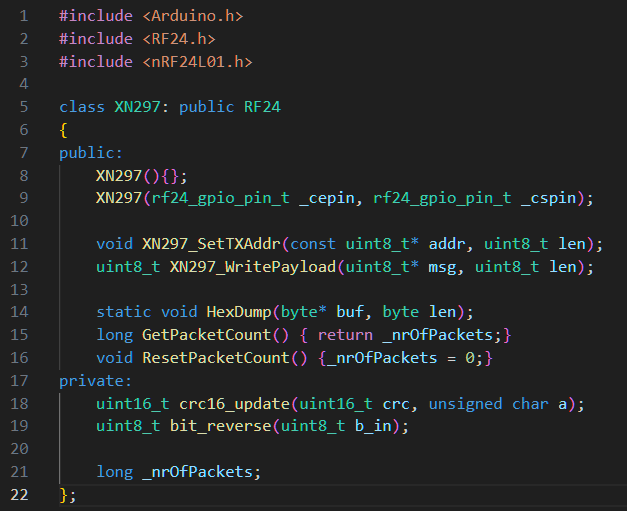 1 #include <Arduino.h>
2 #include <RF24.h>
3 #include <nRF24L01.h>
4
5 class XN297: public RF24
6 {
7 public:
8     XN297(){};
9     XN297(rf24_gpio_pin_t _cepin, rf24_gpio_pin_t _cspin);
10
11     void XN297_SetTXAddr(const uint8_t* addr, uint8_t len);
12     uint8_t XN297_WritePayload(uint8_t* msg, uint8_t len);
13
14     static void HexDump(byte* buf, byte len);
15     long GetPacketCount() { return _nrOfPackets;}
16     void ResetPacketCount() {_nrOfPackets = 0;}
17 private:
18     uint16_t crc16_update(uint16_t crc, unsigned char a);
19     uint8_t bit_reverse(uint8_t b_in);
20
21     long _nrOfPackets;
22 };